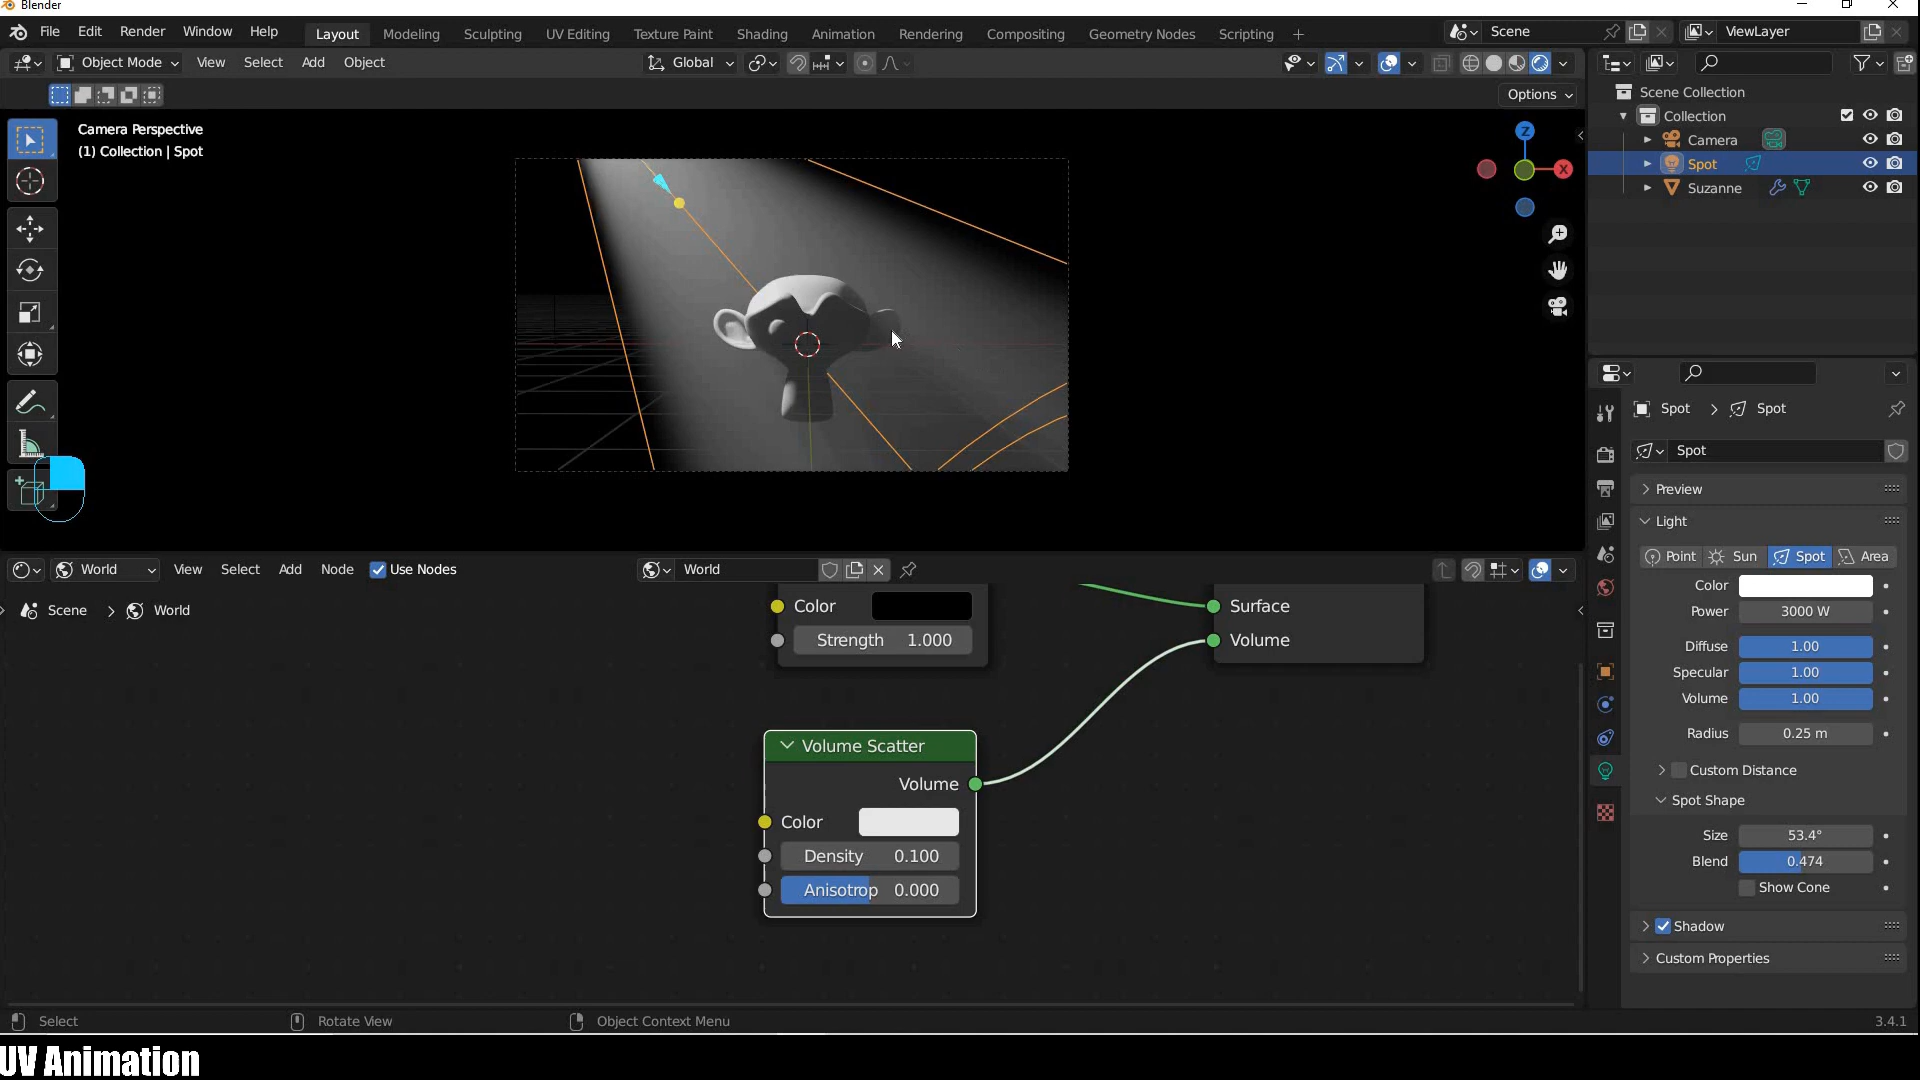 Blender
File Edit Render Window Help
Layout Modeling Sculpting UV Editing Texture Paint Shading Animation Rendering Compositing Geometry Nodes Scripting
Scene
ViewLayer
Object Mode View Select Add Object
Global
Options
Camera Perspective
(1) Collection | Spot
Z
X
Scene Collection
Collection
Camera
Spot
Suzanne
Spot > Spot
Spot
Preview
Light
Point Sun Spot Area
Color
Power 3000 W
Diffuse 1.00
Specular 1.00
Volume 1.00
Radius 0.25 m
Custom Distance
Spot Shape
Size 53.4°
Blend 0.474
Show Cone
Shadow
Custom Properties
World View Select Add Node Use Nodes
World
Scene > World
Color
Strength 1.000
Surface
Volume
Volume Scatter
Volume
Color
Density 0.100
Anisotrop 0.000
Select
Rotate View
Object Context Menu
3.4.1
UV Animation